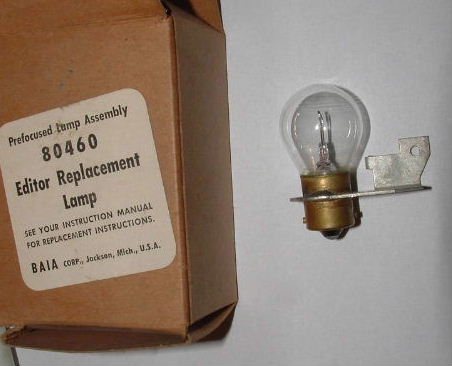 Prefocused Lamp Assembly
80460
Editor Replacement
Lamp
SEE YOUR INSTRUCTION MANUAL
FOR REPLACEMENT INSTRUCTIONS.
BAIA CORP., Jackson, Mich., U.S.A.